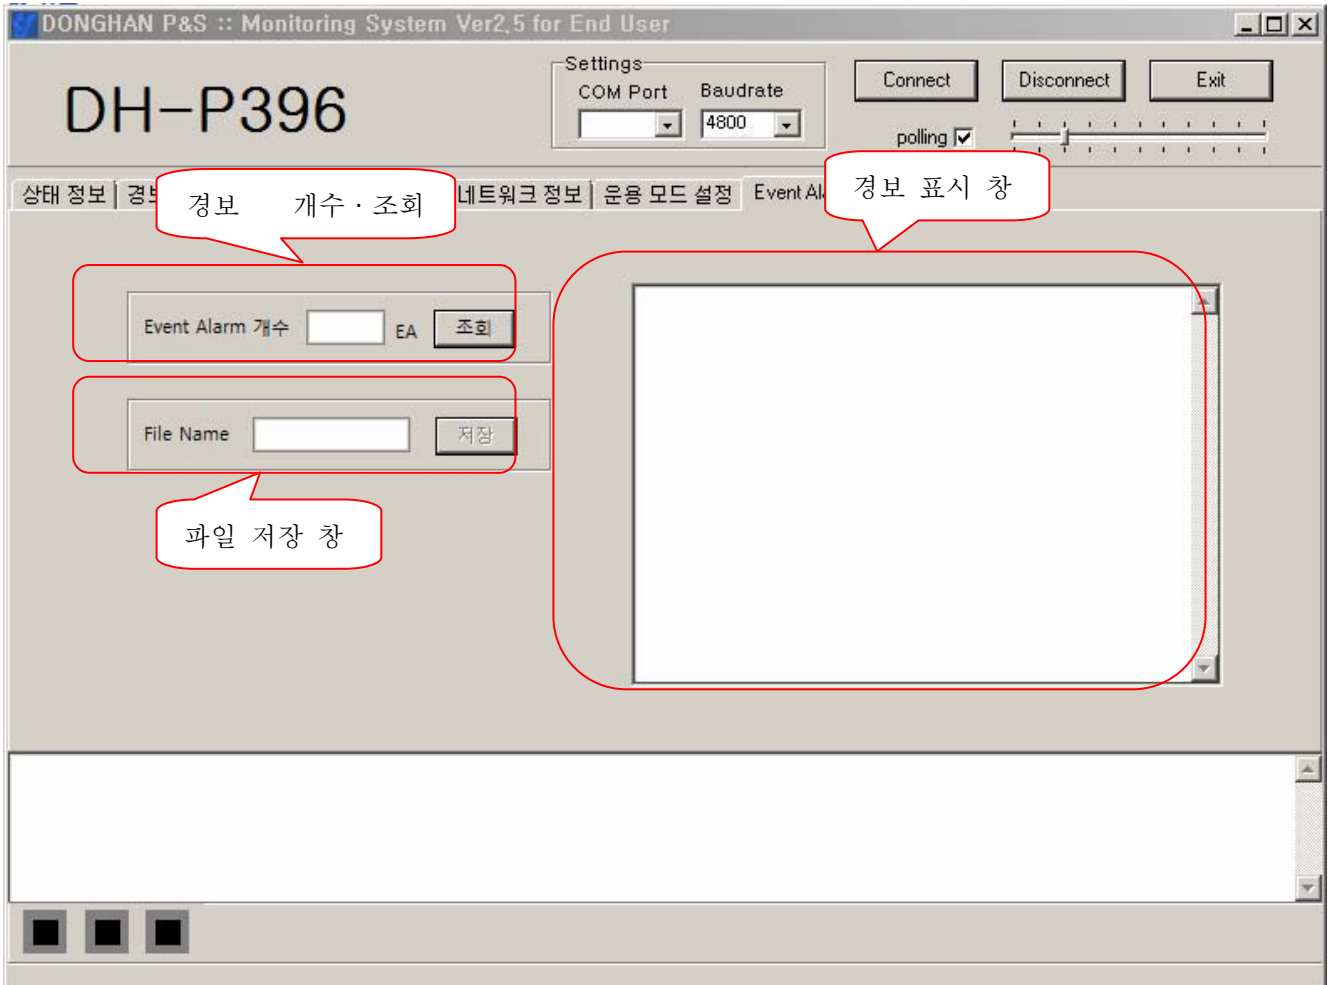 DONGHAN P&S :: Monitoring System Ver2,5 for End User
DH-P396
Settings
COM Port Baudrate
4800
Connect Disconnect Exit
polling
상태 정보 네트워크 정보 운용 모드 설정 Event
경보 개수·조회
경보 표시 창
Event Alarm 개수 EA 조회
File Name 저장
파일 저장 창